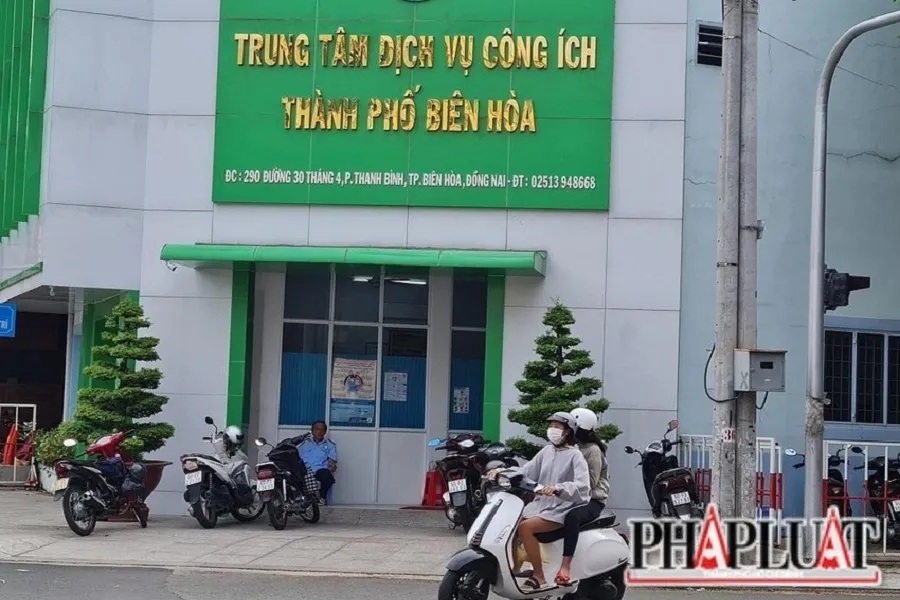 TRUNG TÂM DỊCH VỤ CÔNG ÍCH
THÀNH PHỐ BIÊN HÒA
ĐC : 290 ĐƯỜNG 30 THÁNG 4, P. THANH BÌNH, TP. BIÊN HÒA, ĐỒNG NAI - ĐT : 02513 948668
PHÁPLUẬT